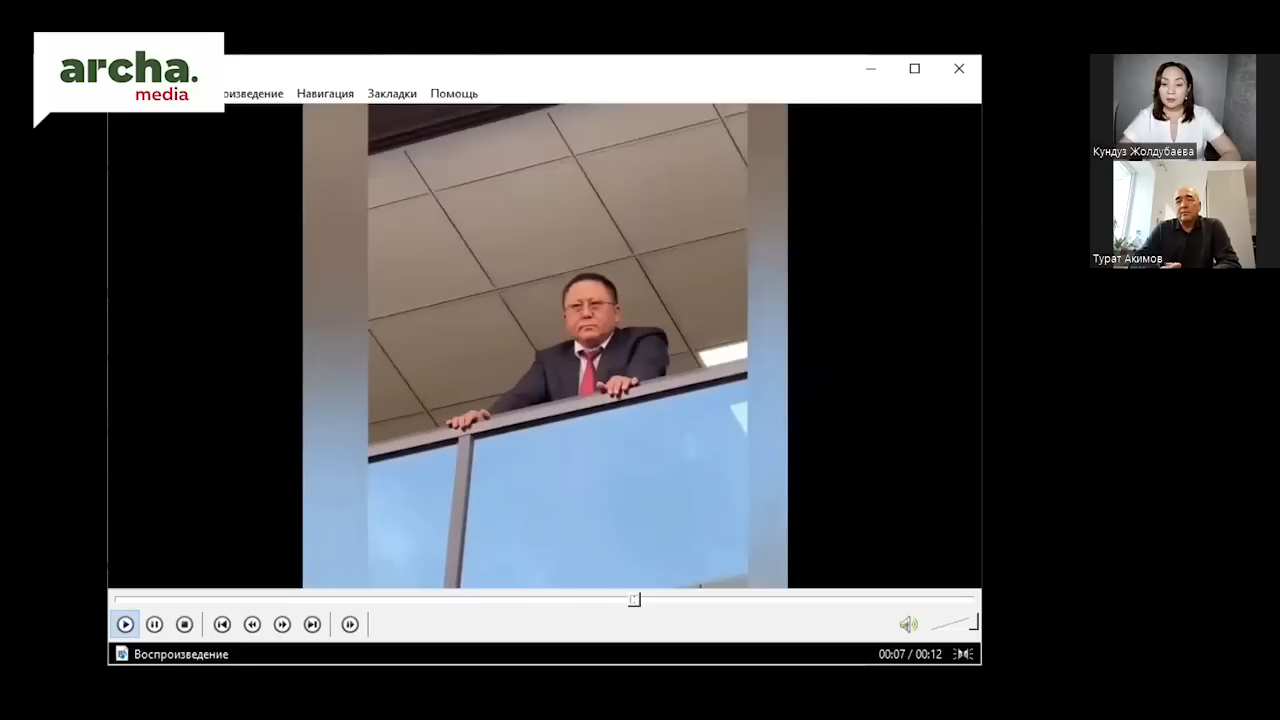 archa.
media
оизведение Навигация Закладки Помощь
Кундуз Жолдубаева
Турат Акимов
Воспроизведение
00:07 / 00:12